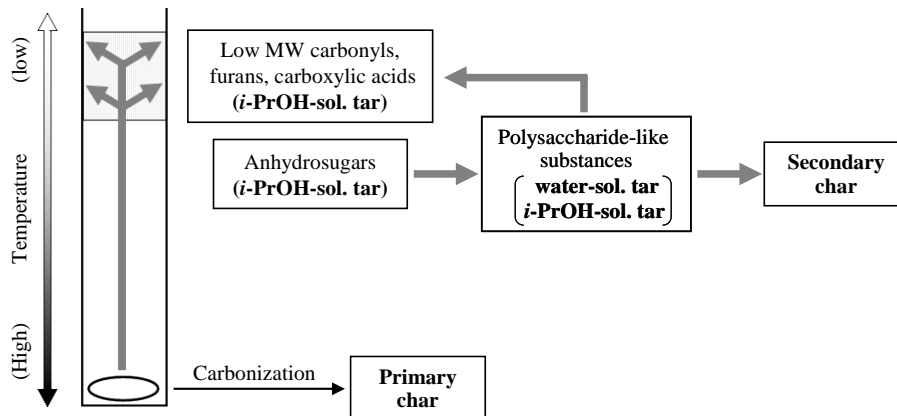 (low)
Temperature
(High)
Low MW carbonyls,
furans, carboxylic acids
(i-PrOH-sol. tar)
Anhydrosugars
(i-PrOH-sol. tar)
Polysaccharide-like
substances
water-sol. tar
i-PrOH-sol. tar
Secondary
char
Carbonization
Primary
char